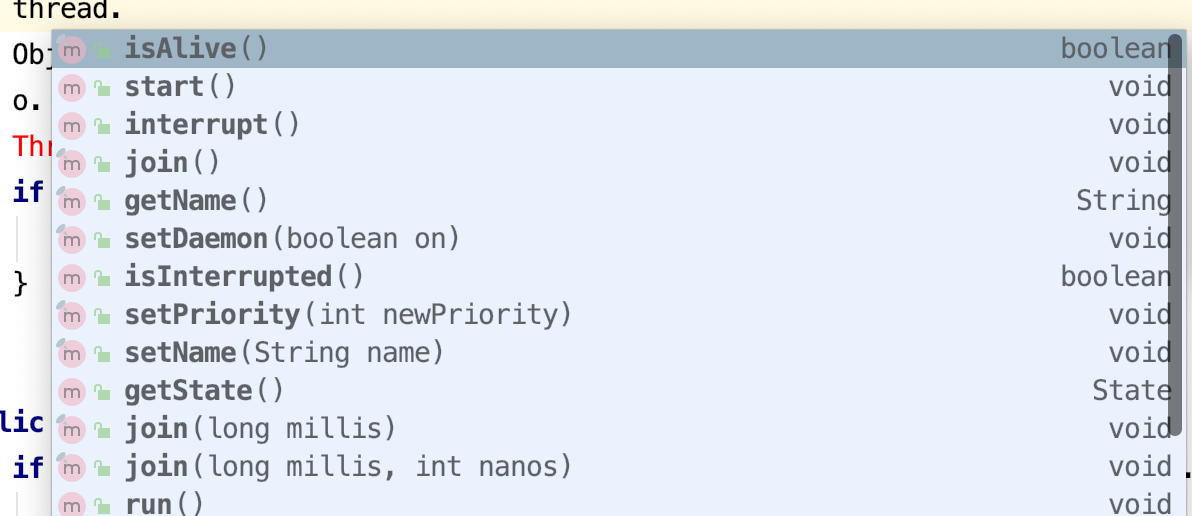 thread.
Obj
isAlive() boolean
start() void
o.
interrupt() void
Thr
join() void
if
getName() String
setDaemon(boolean on) void
isInterrupted() boolean
}
setPriority(int newPriority) void
setName(String name) void
getState() State
lic
join(long millis) void
if
join(long millis, int nanos) void
run() void